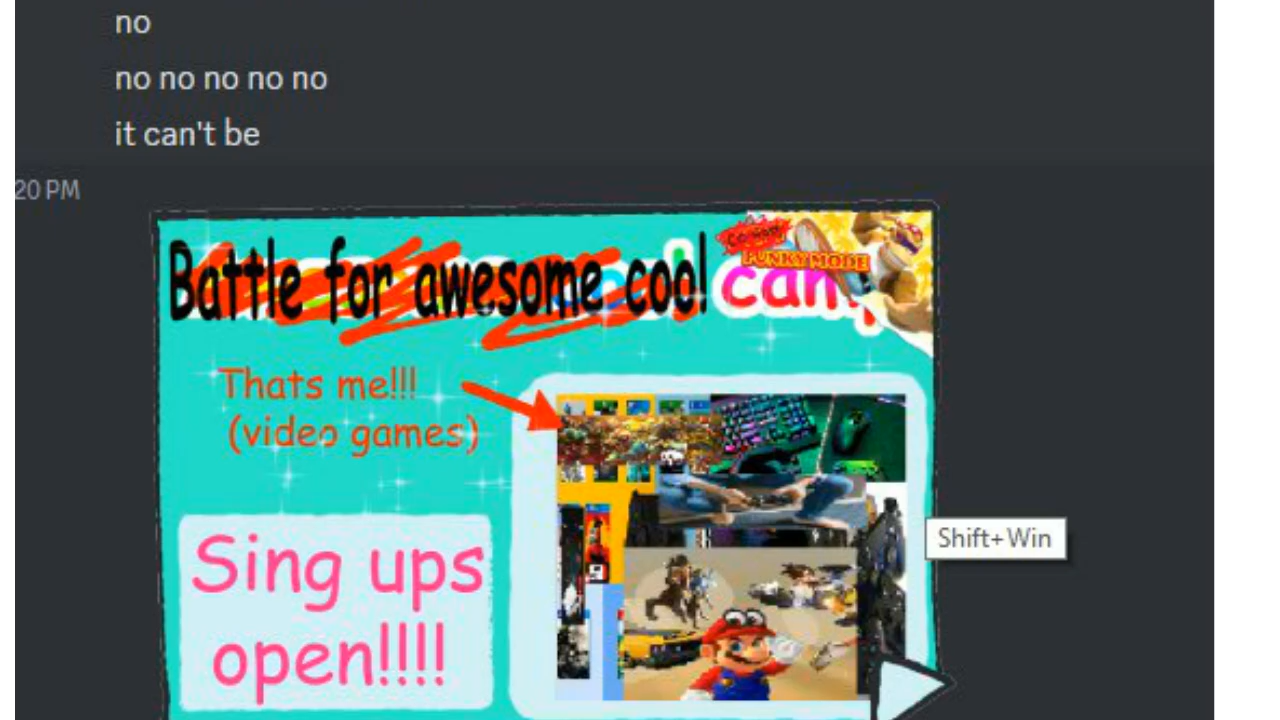 no
no no no no no
it can't be
20 PM
Battle for awesome cool cam
FUNKY MODE
Thats me!!!
(video games)
Shift+Win
Sing ups
open!!!!